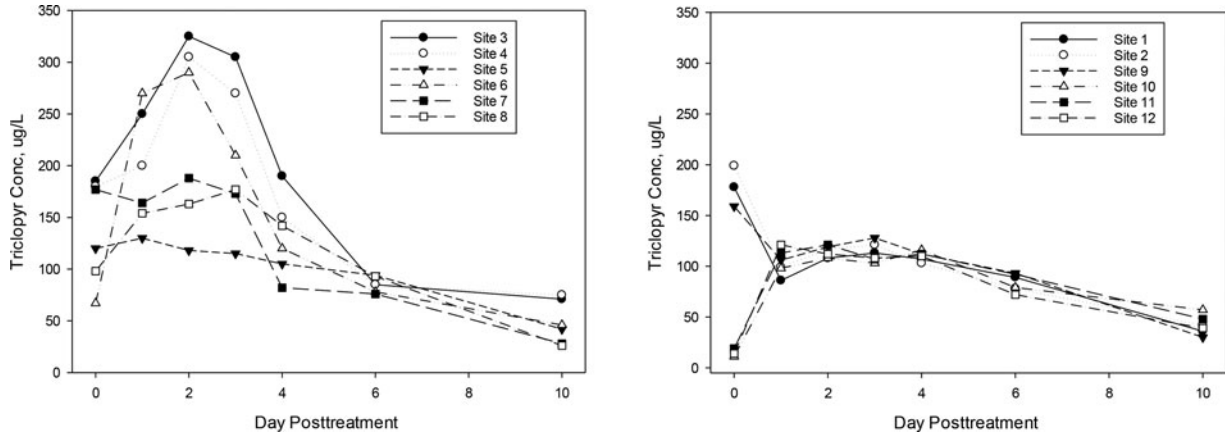 350
300
250
200
150
100
50
0
Triclopyr Conc, ug/L
Site 3
Site 4
Site 5
Site 6
Site 7
Site 8
0 2 4 6 8 10
Day Posttreatment
350
300
250
200
150
100
50
0
Triclopyr Conc, ug/L
Site 1
Site 2
Site 9
Site 10
Site 11
Site 12
0 2 4 6 8 10
Day Posttreatment